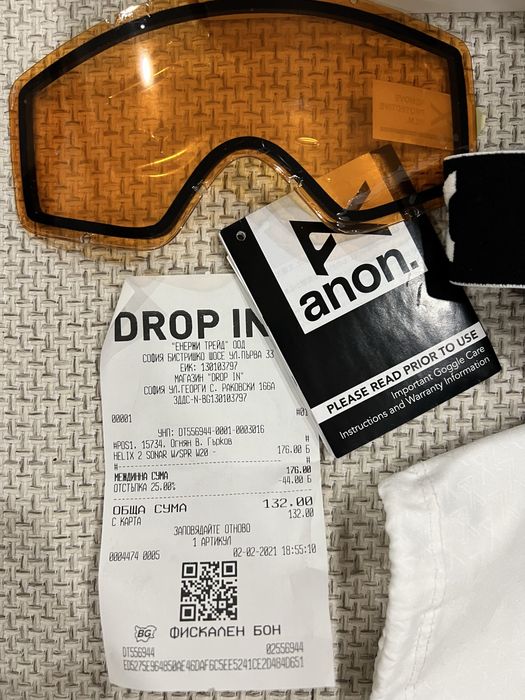 anon.
PLEASE READ PRIOR TO USE
Important Goggle Care
Instructions and Warranty Information
DROP IN
"ЕНЕРЖИ ТРЕЙД" ООД
СОФИЯ БИСТРИШКО ШОСЕ УЛ.ПЪРВА 33
ЕИК: 130103797
МАГАЗИН "DROP IN"
СОФИЯ УЛ.ГЕОРГИ С. РАКОВСКИ 166А
ЗДДС-N-BG130103797
00001 #01
УНП: DT556944-0001-0003016
#POS1. 15734. Огнян В. Гърков #
HELIX 2 SONAR W/SPR W20 - 176.00 Б
# #
МЕЖДИННА СУМА 176.00
ОТСТЪПКА 25.00% -44.00 Б
ОБЩА СУМА 132.00
С КАРТА 132.00
ЗАПОВЯДАЙТЕ ОТНОВО
1 АРТИКУЛ
0004474 0005 02-02-2021 18:55:10
BG ФИСКАЛЕН БОН
DT556944 02556944
ED5275E964850AE46DAF6C5EE5241CE2D484D651